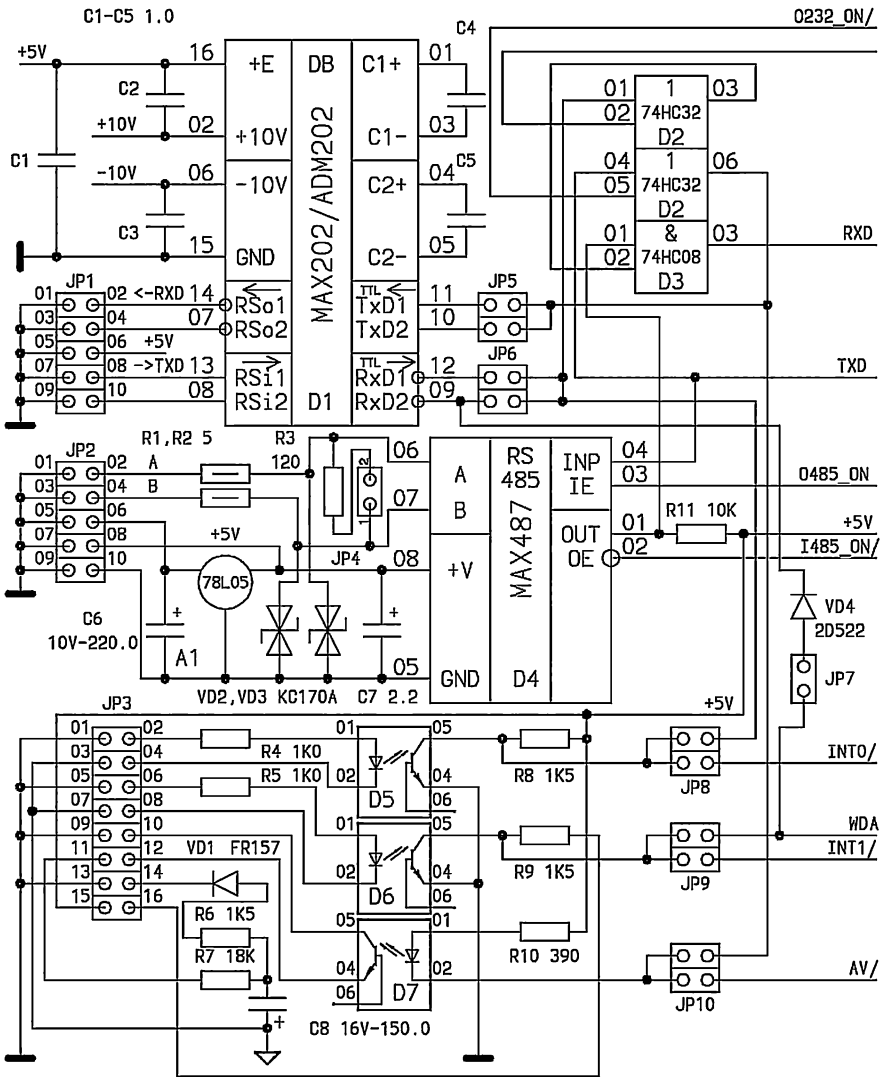 C1-C5 1.0
C4
O232_ON/
+5V
16
+E
DB
C1+
01
C2
+10V
02
+10V
C1-
03
C1
-10V
06
-10V
C2+
04
C5
C3
15
GND
C2-
05
MAX202/ADM202
01
1
03
02
74HC32
D2
04
1
06
05
74HC32
D2
01
&
03
RXD
02
74HC08
D3
JP1
01
02
<-RXD
14
RSo1
TTL
TxD1
11
JP5
03
04
07
RSo2
TxD2
10
05
06
+5V
JP6
07
08
->TXD
13
RSi1
TTL
RxD1
12
TXD
09
10
08
RSi2
D1
RxD2
09
JP2
R1,R2 5
R3
120
01
02
A
03
04
B
05
06
07
08
09
10
+5V
78L05
2
1
JP4
06
A
RS
485
INP
04
IE
03
O485_ON
07
B
MAX487
OUT
01
R11 10K
+5V
OE
02
I485_ON/
08
+V
C6
10V-220.0
+
A1
+
05
GND
D4
VD4
2D522
JP7
VD2,VD3 KC170A
C7 2.2
+5V
JP3
01
02
03
04
05
06
07
08
09
10
11
12
13
14
15
16
R4 1K0
R5 1K0
VD1 FR157
R6 1K5
R7 18K
+
C8 16V-150.0
01
05
02
04
D5
06
R8 1K5
JP8
INT0/
01
05
02
04
D6
06
R9 1K5
JP9
WDA
INT1/
05
01
04
02
06
D7
R10 390
JP10
AV/